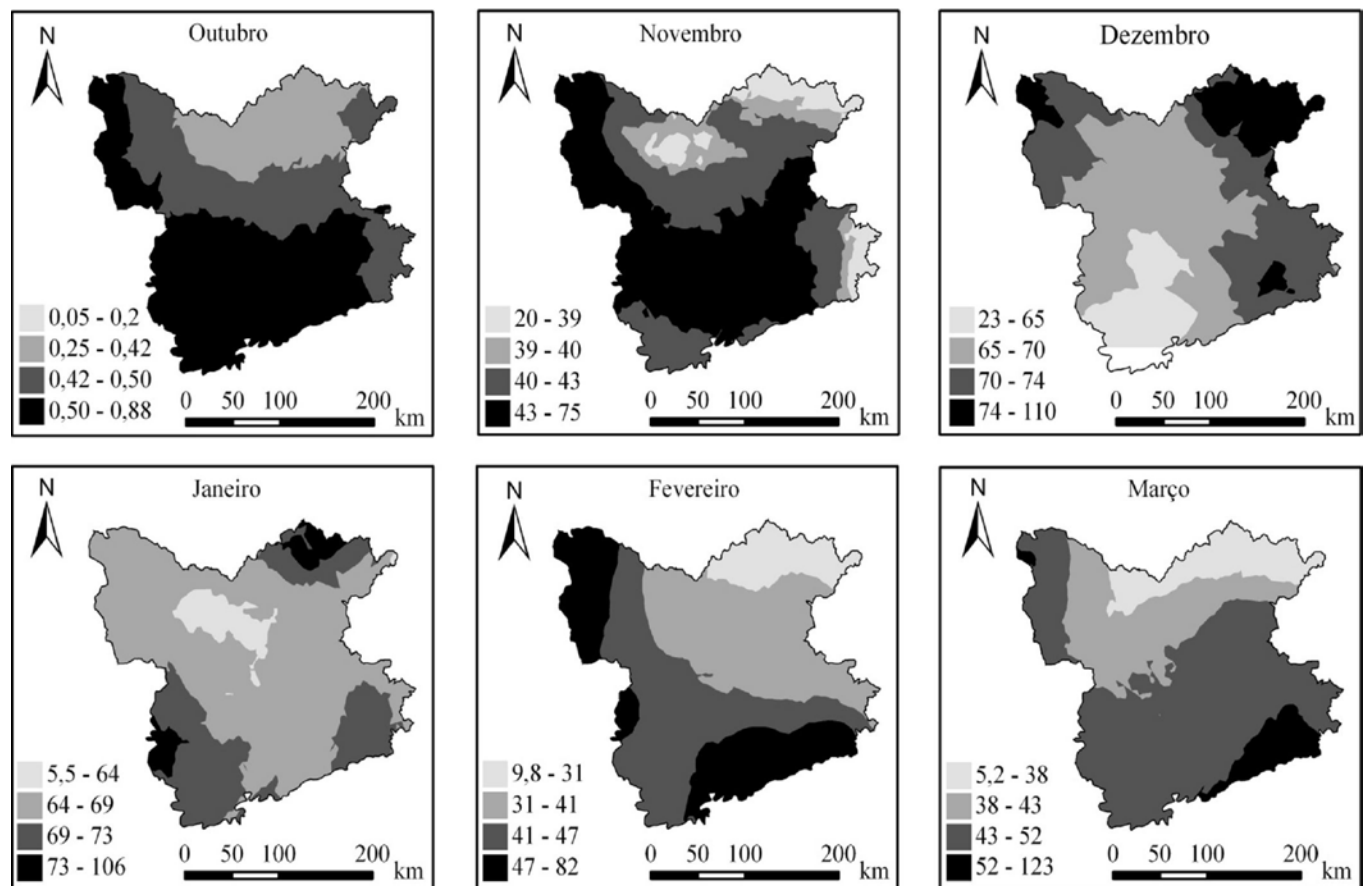 N
Outubro
0,05 - 0,2
0,25 - 0,42
0,42 - 0,50
0,50 - 0,88
0 50 100 200
km
N
Novembro
20 - 39
39 - 40
40 - 43
43 - 75
0 50 100 200
km
N
Dezembro
23 - 65
65 - 70
70 - 74
74 - 110
0 50 100 200
km
N
Janeiro
5,5 - 64
64 - 69
69 - 73
73 - 106
0 50 100 200
km
N
Fevereiro
9,8 - 31
31 - 41
41 - 47
47 - 82
0 50 100 200
km
N
Março
5,2 - 38
38 - 43
43 - 52
52 - 123
0 50 100 200
km